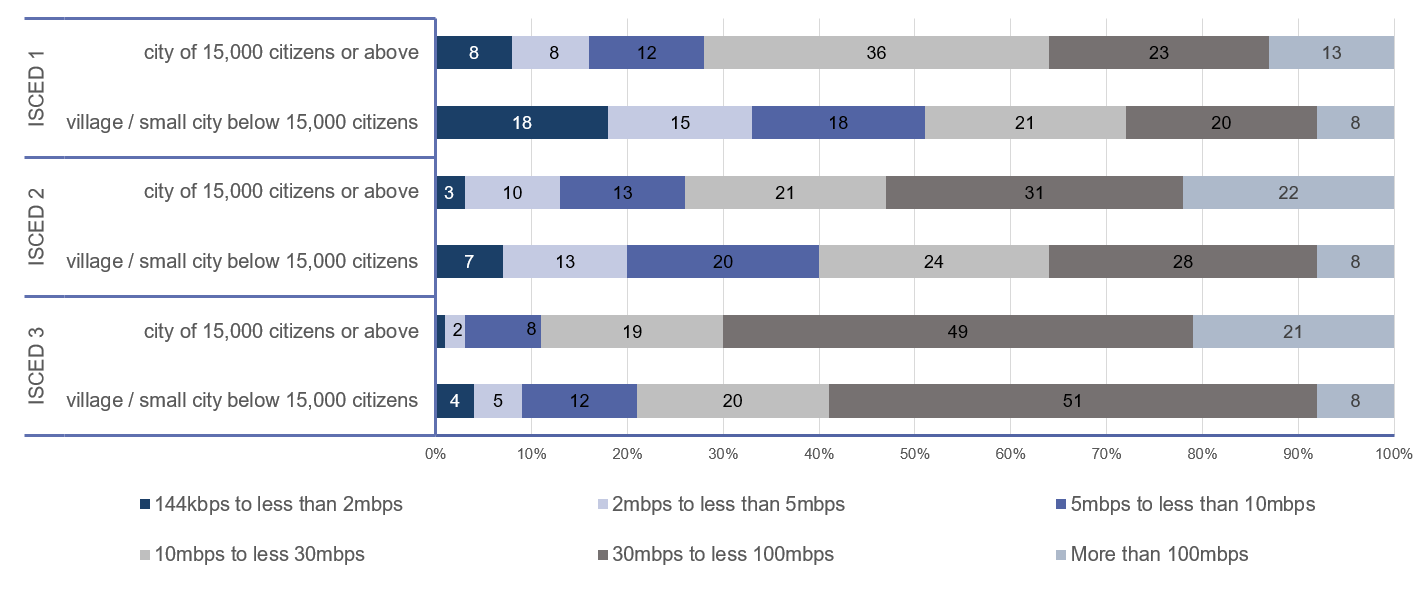 ISCED 1
city of 15,000 citizens or above
8 8 12 36 23 13
village / small city below 15,000 citizens
18 15 18 21 20 8
ISCED 2
city of 15,000 citizens or above
3 10 13 21 31 22
village / small city below 15,000 citizens
7 13 20 24 28 8
ISCED 3
city of 15,000 citizens or above
2 8 19 49 21
village / small city below 15,000 citizens
4 5 12 20 51 8
0% 10% 20% 30% 40% 50% 60% 70% 80% 90% 100%
144kbps to less than 2mbps 2mbps to less than 5mbps 5mbps to less than 10mbps
10mbps to less 30mbps 30mbps to less 100mbps More than 100mbps